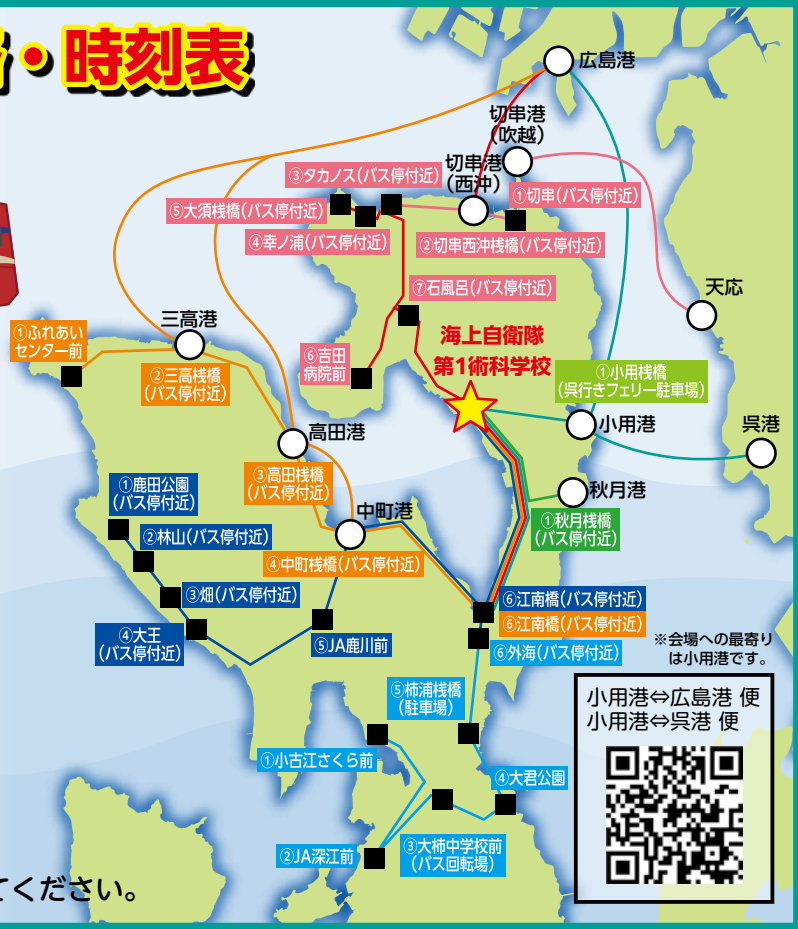 ・時刻表
広島港
切串港
（吹越）
切串港
（西沖）
③タカノス（バス停付近）
①切串（バス停付近）
⑤大須桟橋（バス停付近）
④幸ノ浦（バス停付近）
②切串西沖桟橋（バス停付近）
⑦石風呂（バス停付近）
天応
三高港
①ふれあい
センター前
海上自衛隊
第1術科学校
⑥吉田
病院前
②三高桟橋
（バス停付近）
①小用桟橋
（呉行きフェリー駐車場）
小用港
呉港
高田港
③高田桟橋
（バス停付近）
①鹿田公園
（バス停付近）
秋月港
中町港
①秋月桟橋
（バス停付近）
②林山（バス停付近）
④中町桟橋（バス停付近）
③畑（バス停付近）
⑥江南橋（バス停付近）
⑥江南橋（バス停付近）
④大王
（バス停付近）
⑤JA鹿川前
⑥外海（バス停付近）
※会場への最寄り
は小用港です。
⑤柿浦桟橋
（駐車場）
小用港⇔広島港 便
小用港⇔呉港 便
①小古江さくら前
④大君公園
②JA深江前
③大柿中学校前
（バス回転場）
てください。